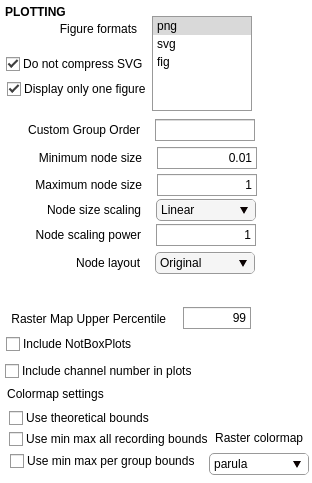 PLOTTING
Figure formats
png
svg
fig
Do not compress SVG
Display only one figure
Custom Group Order
Minimum node size 0.01
Maximum node size 1
Node size scaling Linear
Node scaling power 1
Node layout Original
Raster Map Upper Percentile 99
Include NotBoxPlots
Include channel number in plots
Colormap settings
Use theoretical bounds
Use min max all recording bounds
Use min max per group bounds
Raster colormap
parula